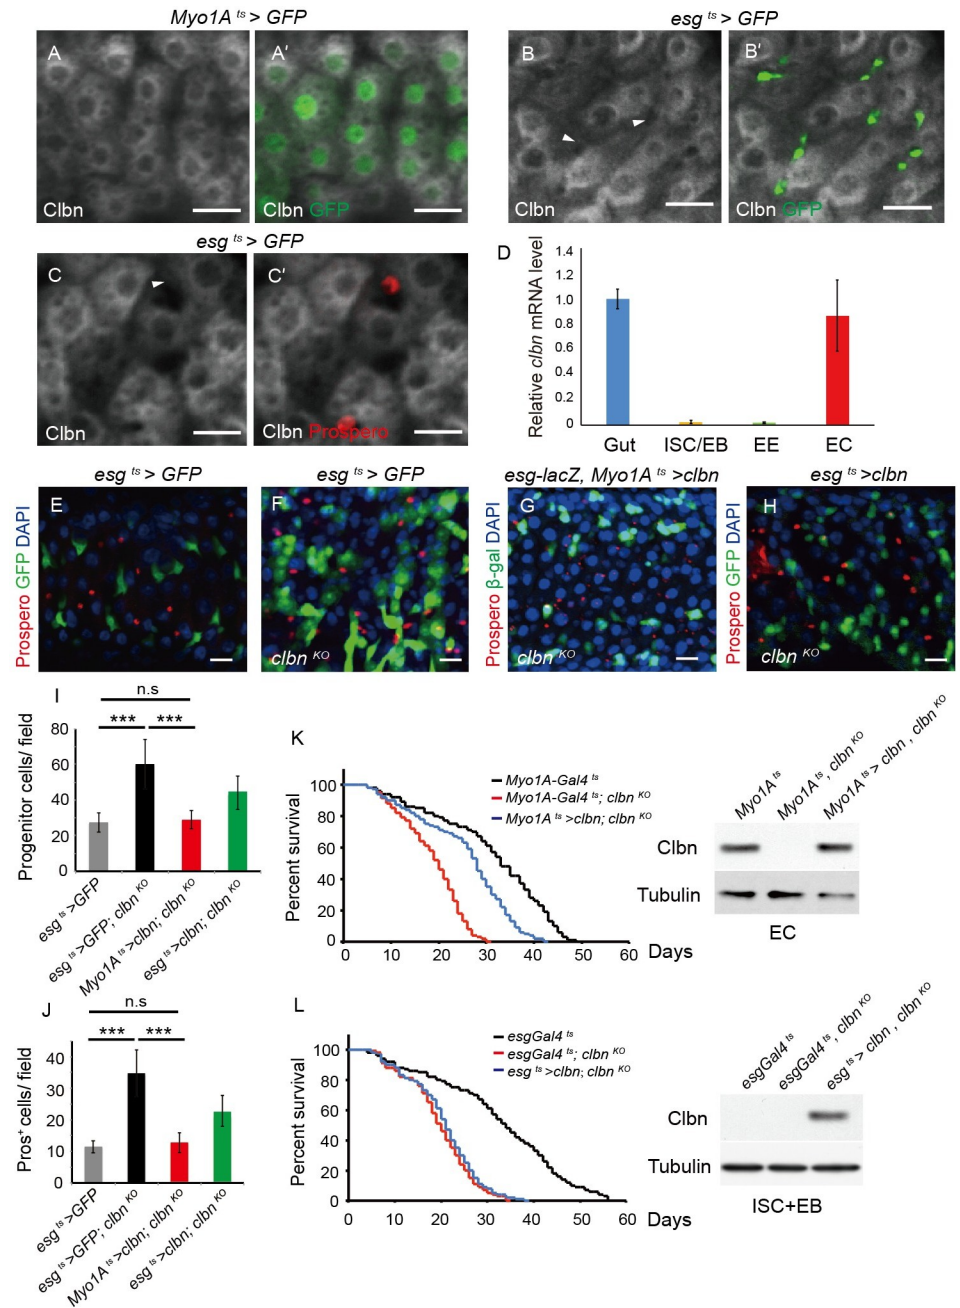 Myo1A ts > GFP
esg ts > GFP
A
A'
B
B'
Clbn
Clbn GFP
Clbn
Clbn GFP
esg ts > GFP
C
C'
Clbn
Clbn Prospero
D
Relative clbn mRNA level
1.4
1.2
1.0
0.8
0.6
0.4
0.2
0
Gut ISC/EB EE EC
esg ts > GFP
esg ts > GFP
esg-lacZ, Myo1A ts >clbn
esg ts >clbn
Prospero GFP DAPI
E
F
clbn KO
Prospero β-gal DAPI
G
clbn KO
Prospero GFP DAPI
H
clbn KO
I
n.s
*** ***
Progenitor cells/ field
80
60
40
20
0
esg ts >GFP
esg ts >GFP; clbn KO
Myo1A ts >clbn; clbn KO
esg ts >clbn; clbn KO
J
n.s
*** ***
Pros+ cells/ field
40
30
20
10
0
esg ts >GFP
esg ts >GFP; clbn KO
Myo1A ts >clbn; clbn KO
esg ts >clbn; clbn KO
K
Myo1A-Gal4 ts
Myo1A-Gal4 ts; clbn KO
Myo1A ts >clbn; clbn KO
Percent survival
100
80
60
40
20
0
0 10 20 30 40 50 60 Days
Myo1A ts
Myo1A ts, clbn KO
Myo1A ts > clbn , clbn KO
Clbn
Tubulin
EC
L
esgGal4 ts
esgGal4 ts; clbn KO
esg ts >clbn; clbn KO
Percent survival
100
80
60
40
20
0
0 10 20 30 40 50 60 Days
esgGal4 ts
esgGal4 ts, clbn KO
esg ts > clbn , clbn KO
Clbn
Tubulin
ISC+EB